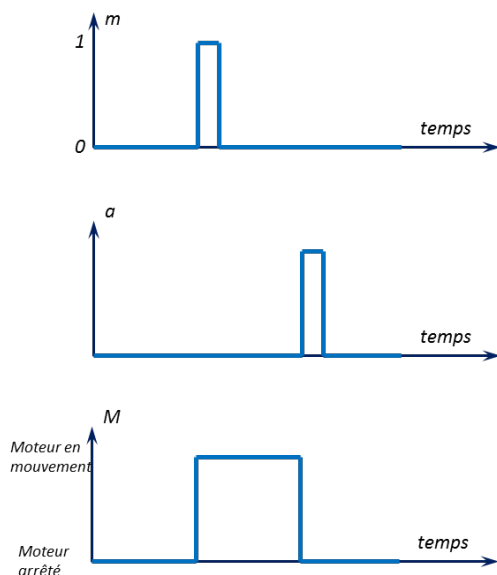 m
1
temps
0
a
temps
M
Moteur en
mouvement
temps
Moteur
arrêté